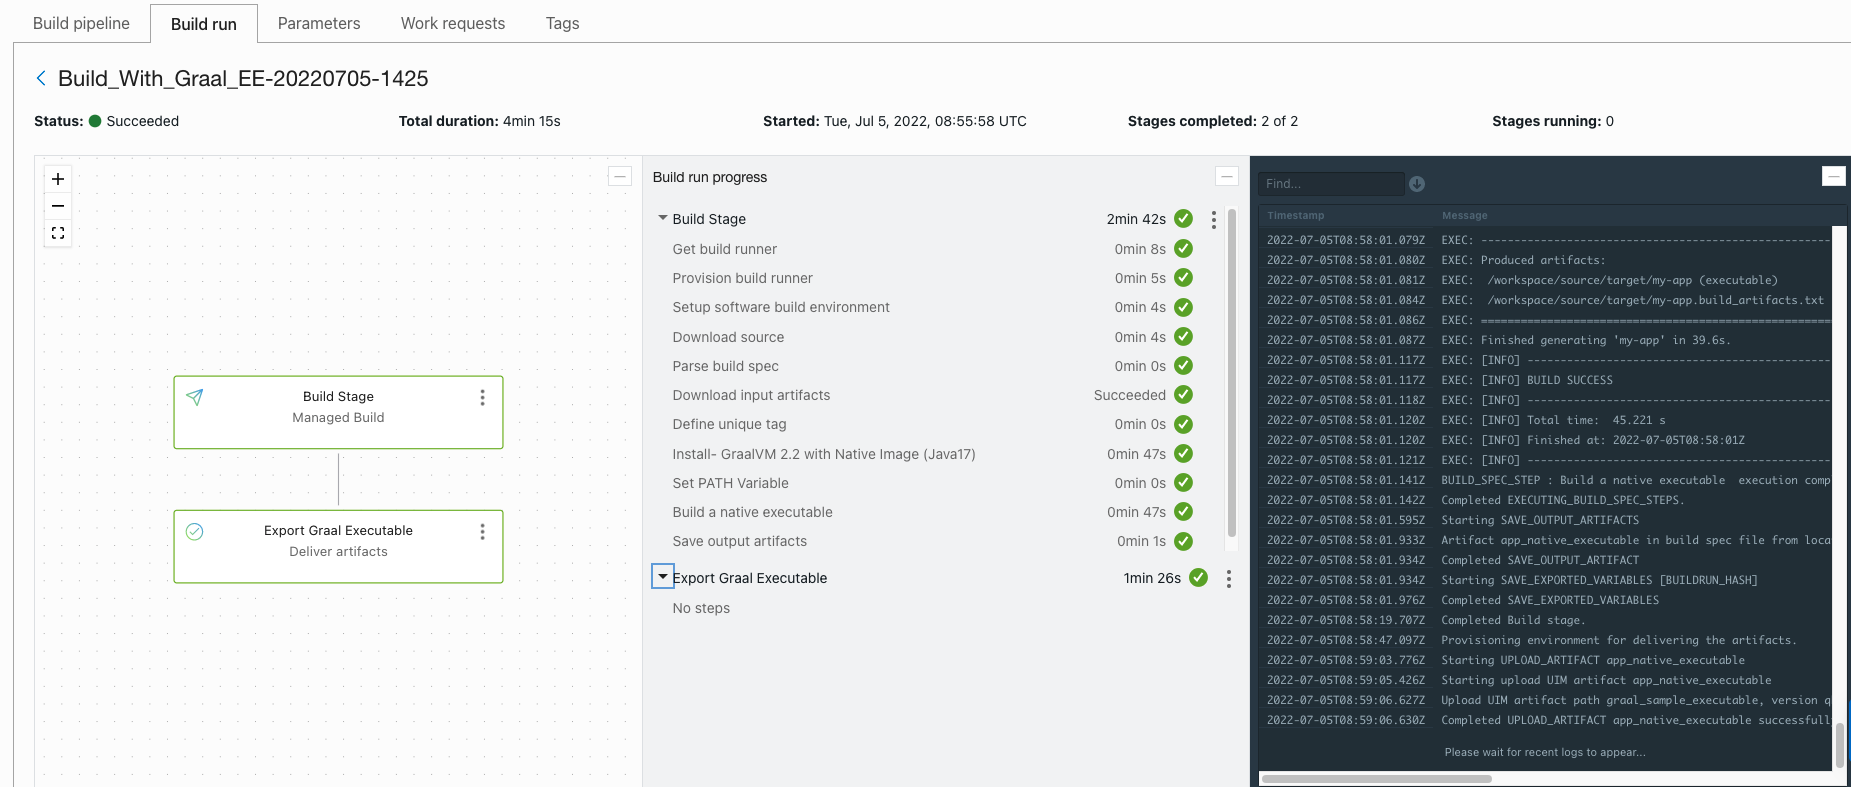 Build pipeline Build run Parameters Work requests Tags
Build_With_Graal_EE-20220705-1425
Status: Succeeded Total duration: 4min 15s Started: Tue, Jul 5, 2022, 08:55:58 UTC Stages completed: 2 of 2 Stages running: 0
Build Stage
Managed Build
Export Graal Executable
Deliver artifacts
Build run progress
Build Stage 2min 42s
Get build runner 0min 8s
Provision build runner 0min 5s
Setup software build environment 0min 4s
Download source 0min 4s
Parse build spec 0min 0s
Download input artifacts Succeeded
Define unique tag 0min 0s
Install- GraalVM 2.2 with Native Image (Java17) 0min 47s
Set PATH Variable 0min 0s
Build a native executable 0min 47s
Save output artifacts 0min 1s
Export Graal Executable 1min 26s
No steps
Find...
Timestamp Message
2022-07-05T08:58:01.079Z EXEC: -----------------------------------------------------
2022-07-05T08:58:01.080Z EXEC: Produced artifacts:
2022-07-05T08:58:01.081Z EXEC: /workspace/source/target/my-app (executable)
2022-07-05T08:58:01.084Z EXEC: /workspace/source/target/my-app.build_artifacts.txt
2022-07-05T08:58:01.086Z EXEC: =====================================================
2022-07-05T08:58:01.087Z EXEC: Finished generating 'my-app' in 39.6s.
2022-07-05T08:58:01.117Z EXEC: [INFO] ----------------------------------------------
2022-07-05T08:58:01.117Z EXEC: [INFO] BUILD SUCCESS
2022-07-05T08:58:01.118Z EXEC: [INFO] ----------------------------------------------
2022-07-05T08:58:01.120Z EXEC: [INFO] Total time: 45.221 s
2022-07-05T08:58:01.120Z EXEC: [INFO] Finished at: 2022-07-05T08:58:01Z
2022-07-05T08:58:01.121Z EXEC: [INFO] ----------------------------------------------
2022-07-05T08:58:01.141Z BUILD_SPEC_STEP : Build a native executable execution comp
2022-07-05T08:58:01.142Z Completed EXECUTING_BUILD_SPEC_STEPS.
2022-07-05T08:58:01.595Z Starting SAVE_OUTPUT_ARTIFACTS
2022-07-05T08:58:01.933Z Artifact app_native_executable in build spec file from loca
2022-07-05T08:58:01.934Z Completed SAVE_OUTPUT_ARTIFACT
2022-07-05T08:58:01.934Z Starting SAVE_EXPORTED_VARIABLES [BUILDRUN_HASH]
2022-07-05T08:58:01.976Z Completed SAVE_EXPORTED_VARIABLES
2022-07-05T08:58:19.707Z Completed Build stage.
2022-07-05T08:58:47.097Z Provisioning environment for delivering the artifacts.
2022-07-05T08:59:03.776Z Starting UPLOAD_ARTIFACT app_native_executable
2022-07-05T08:59:05.426Z Starting upload UIM artifact app_native_executable
2022-07-05T08:59:06.627Z Upload UIM artifact path graal_sample_executable, version q
2022-07-05T08:59:06.630Z Completed UPLOAD_ARTIFACT app_native_executable successfull
Please wait for recent logs to appear...